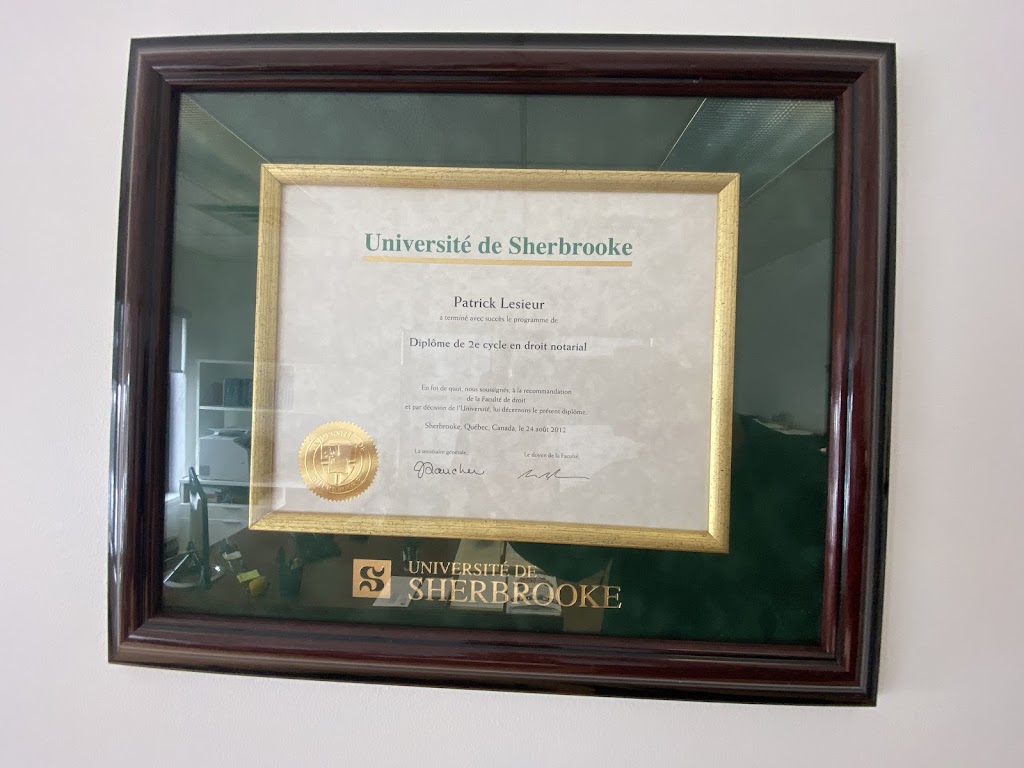 Université de Sherbrooke
Patrick Lesieur
a terminé avec succès le programme de
Diplôme de 2e cycle en droit notarial
En foi de quoi, nous soussignés, à la recommandation
de la Faculté de droit
et par décision de l'Université, lui décernons le présent diplôme.
Sherbrooke, Québec, Canada, le 24 août 2012
La secrétaire générale,
Le doyen de la Faculté,
UNIVERSITÉ DE
SHERBROOKE